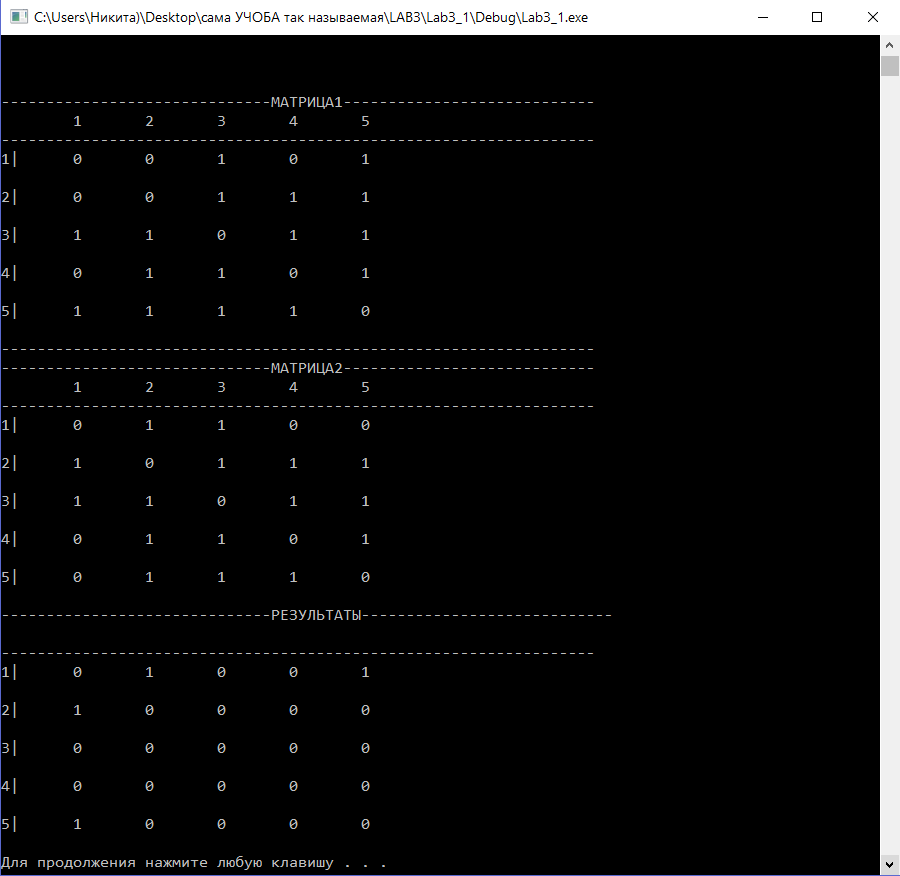 C:\Users\Никита)\Desktop\сама УЧОБА так называемая\LAB3\Lab3_1\Debug\Lab3_1.exe
------------------------------МАТРИЦА1----------------------------
1 2 3 4 5
------------------------------------------------------------------
1| 0 0 1 0 1
2| 0 0 1 1 1
3| 1 1 0 1 1
4| 0 1 1 0 1
5| 1 1 1 1 0
------------------------------------------------------------------
------------------------------МАТРИЦА2----------------------------
1 2 3 4 5
------------------------------------------------------------------
1| 0 1 1 0 0
2| 1 0 1 1 1
3| 1 1 0 1 1
4| 0 1 1 0 1
5| 0 1 1 1 0
------------------------------РЕЗУЛЬТАТЫ----------------------------
------------------------------------------------------------------
1| 0 1 0 0 1
2| 1 0 0 0 0
3| 0 0 0 0 0
4| 0 0 0 0 0
5| 1 0 0 0 0
Для продолжения нажмите любую клавишу . . .